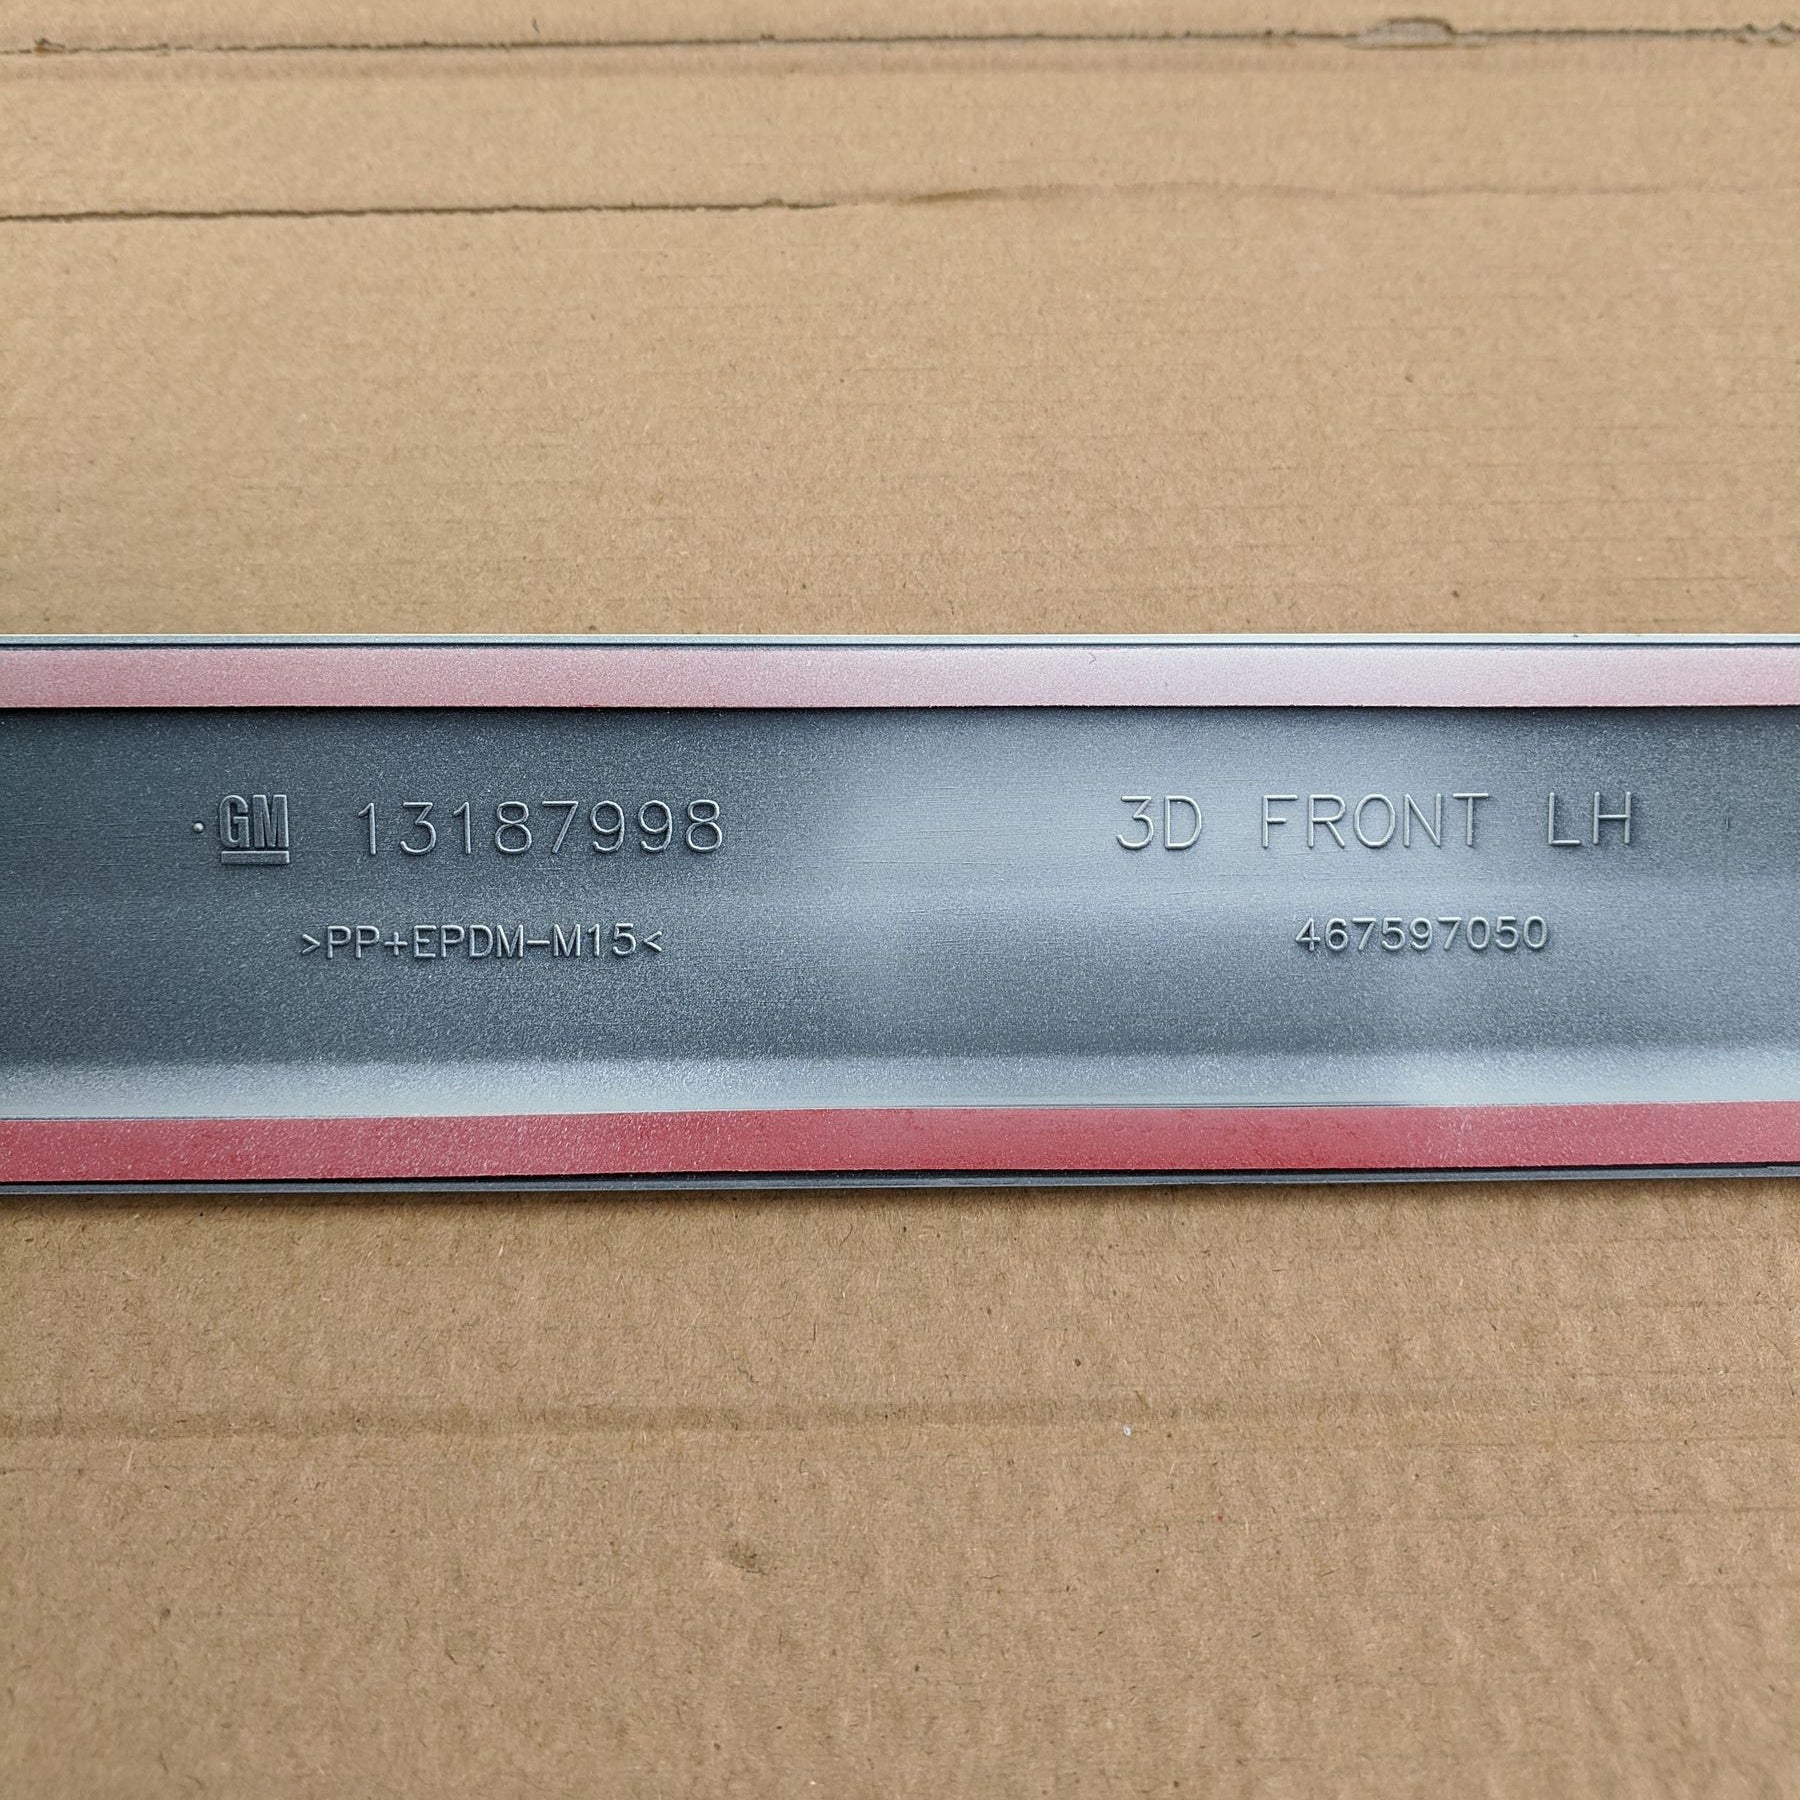 GM 13187998 3D FRONT LH
>PP+EPDM-M15< 467597050